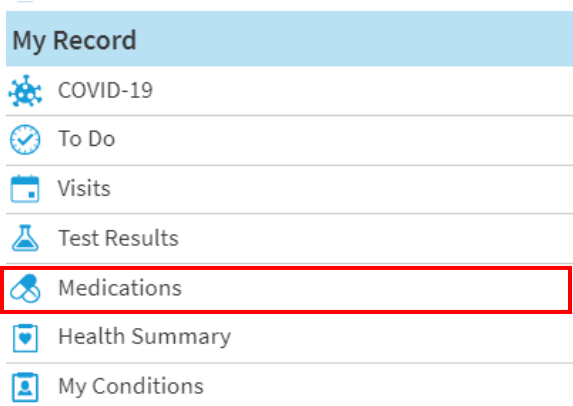 My Record
COVID-19
To Do
Visits
Test Results
Medications
Health Summary
My Conditions